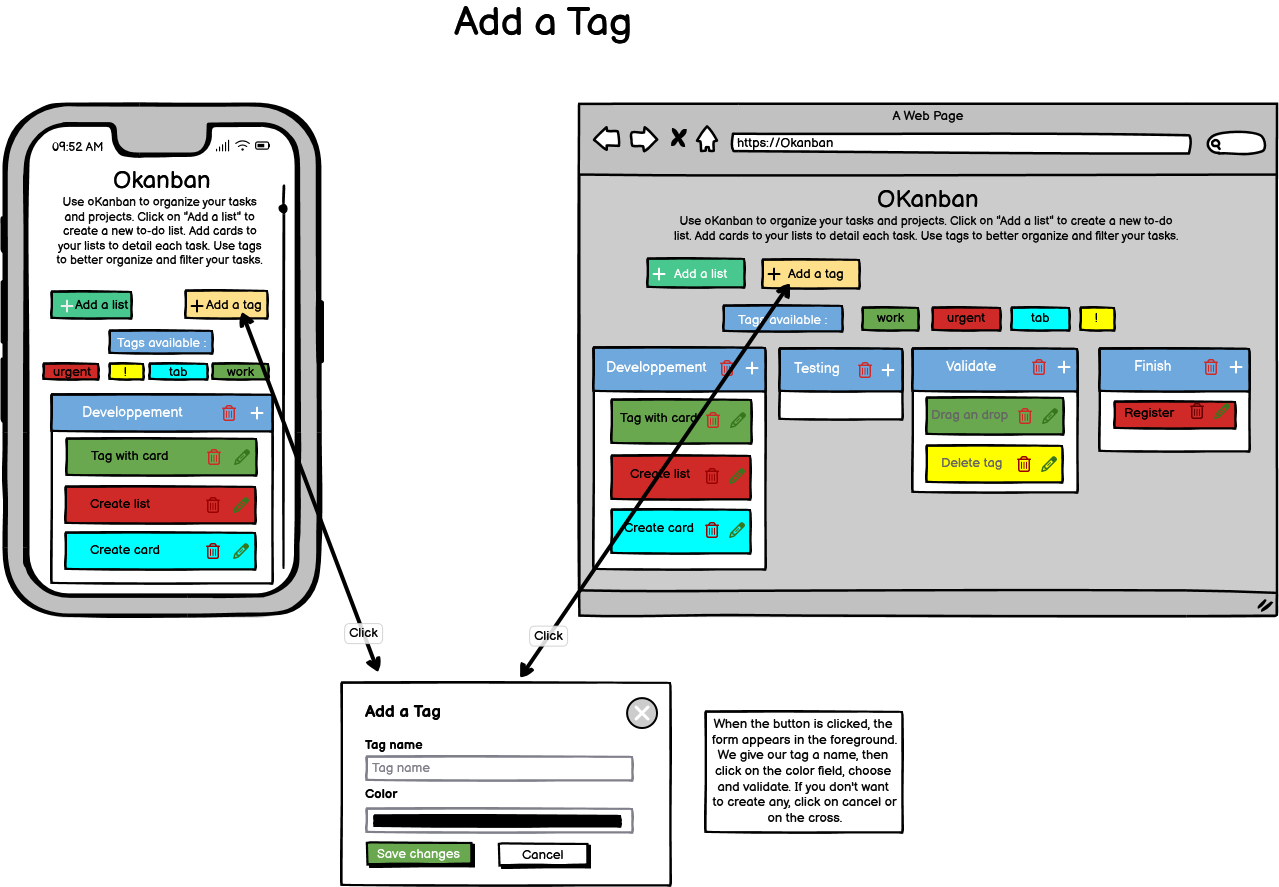 Add a Tag
09:52 AM
Okanban
Use oKanban to organize your tasks
and projects. Click on "Add a list" to
create a new to-do list. Add cards to
your lists to detail each task. Use tags
to better organize and filter your tasks.
+ Add a list
+ Add a tag
Tags available :
urgent
!
tab
work
Developpement
+
Tag with card
Create list
Create card
A Web Page
https://Okanban
OKanban
Use oKanban to organize your tasks and projects. Click on "Add a list" to create a new to-do
list. Add cards to your lists to detail each task. Use tags to better organize and filter your tasks.
+ Add a list
+ Add a tag
Tags available :
work
urgent
tab
!
Developpement
+
Tag with card
Create list
Create card
Testing
+
Validate
+
Drag an drop
Delete tag
Finish
+
Register
Click
Click
Add a Tag
Tag name
Tag name
Color
Save changes
Cancel
When the button is clicked, the
form appears in the foreground.
We give our tag a name, then
click on the color field, choose
and validate. If you don't want
to create any, click on cancel or
on the cross.